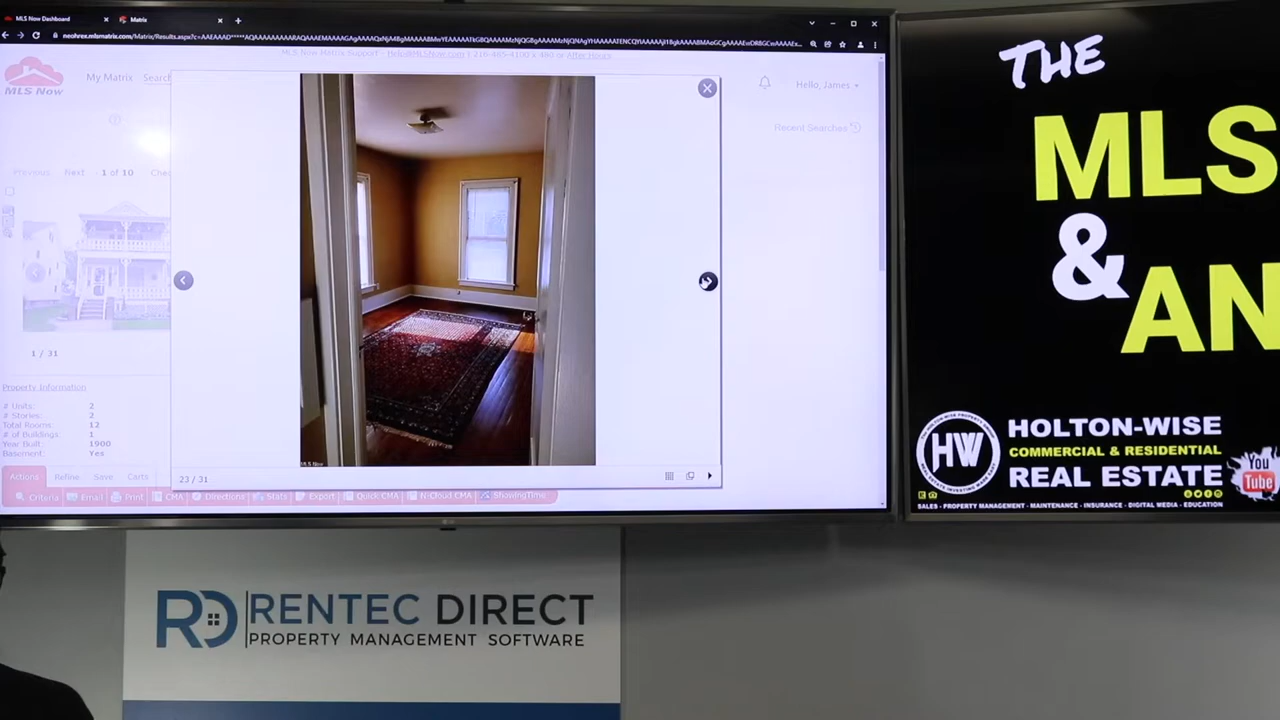 MLS Now Dashboard
Matrix
MLS Now
My Matrix
Hello, James
Recent Searches
Previous Next 1 of 10
1 / 31
Property Information
# Units: 2
# Stories: 2
Total Rooms: 12
# of Buildings: 1
Year Built: 1900
Basement: Yes
MLS Now
23 / 31
Actions Refine Save Carts
Criteria Email Print CMA Directions Stats Export Quick CMA ShowingTime
THE
MLS
&
AN
HW
HOLTON-WISE
COMMERCIAL & RESIDENTIAL
REAL ESTATE
You
Tube
SALES - PROPERTY MANAGEMENT - MAINTENANCE - INSURANCE - DIGITAL MEDIA - EDUCATION
RD RENTEC DIRECT
PROPERTY MANAGEMENT SOFTWARE